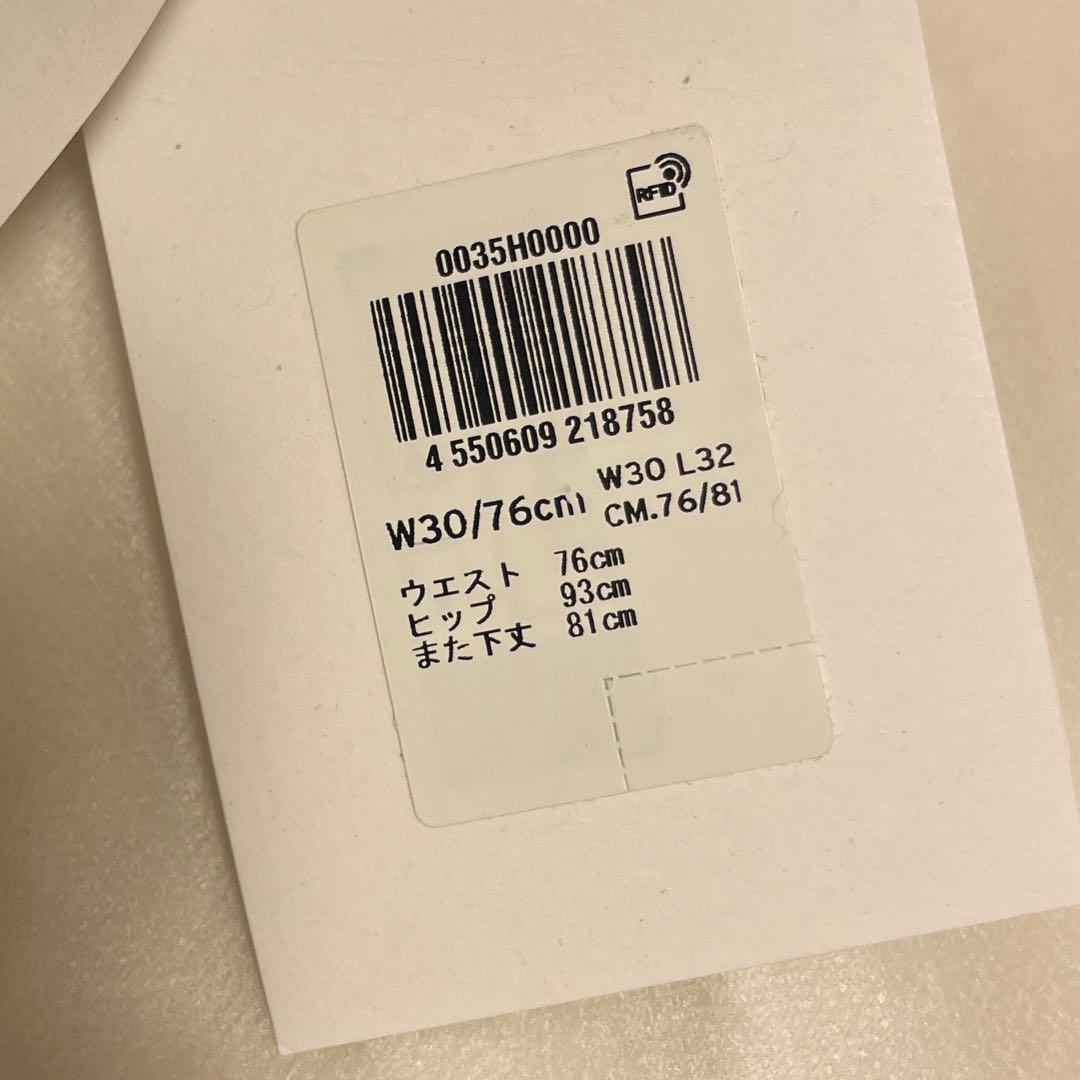 RFID
0035H0000
4 550609 218758
W30/76cm
W30 L32
CM.76/81
ウエスト 76cm
ヒップ 93cm
また下丈 81cm